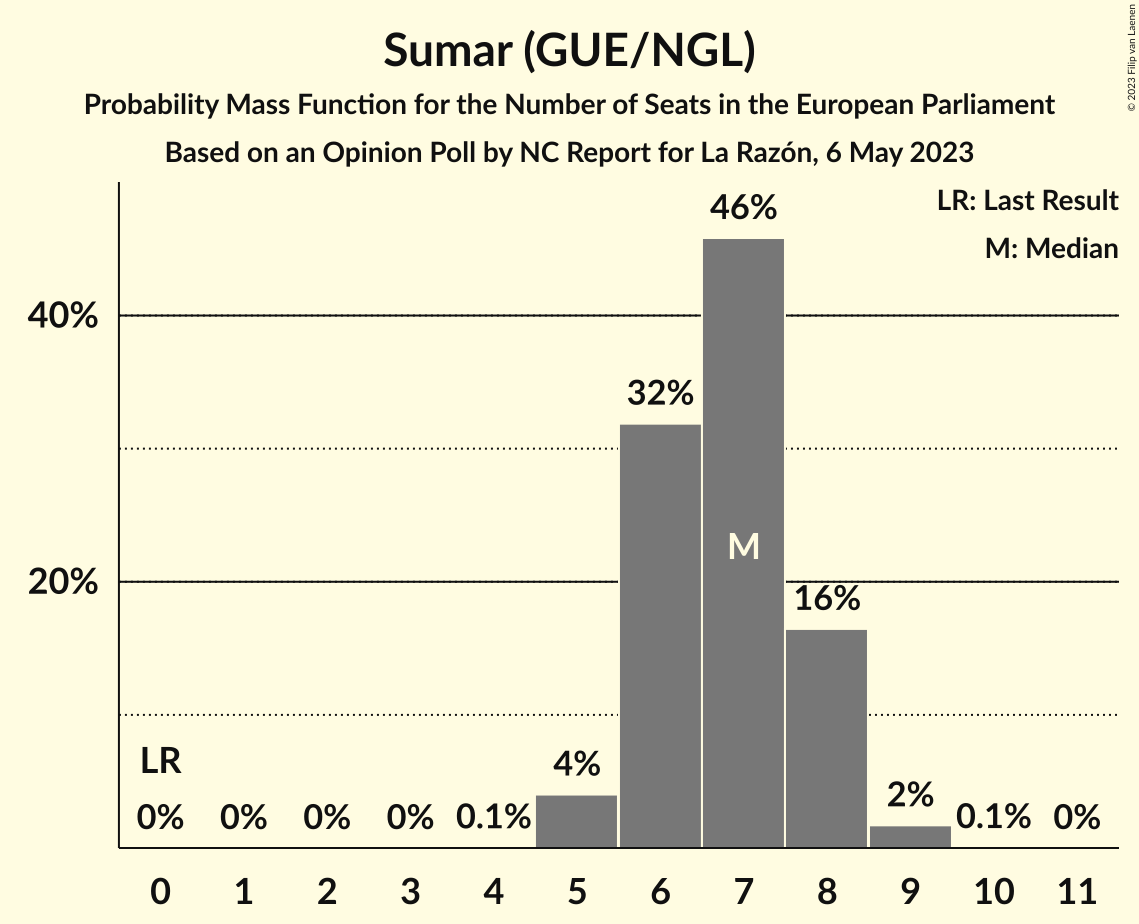 Sumar (GUE/NGL)
Probability Mass Function for the Number of Seats in the European Parliament
Based on an Opinion Poll by NC Report for La Razón, 6 May 2023
© 2023 Filip van Laenen
LR: Last Result
M: Median
46%
40%
32%
M
20%
16%
LR
4%
2%
0% 0% 0% 0% 0.1% 0.1% 0%
0 1 2 3 4 5 6 7 8 9 10 11